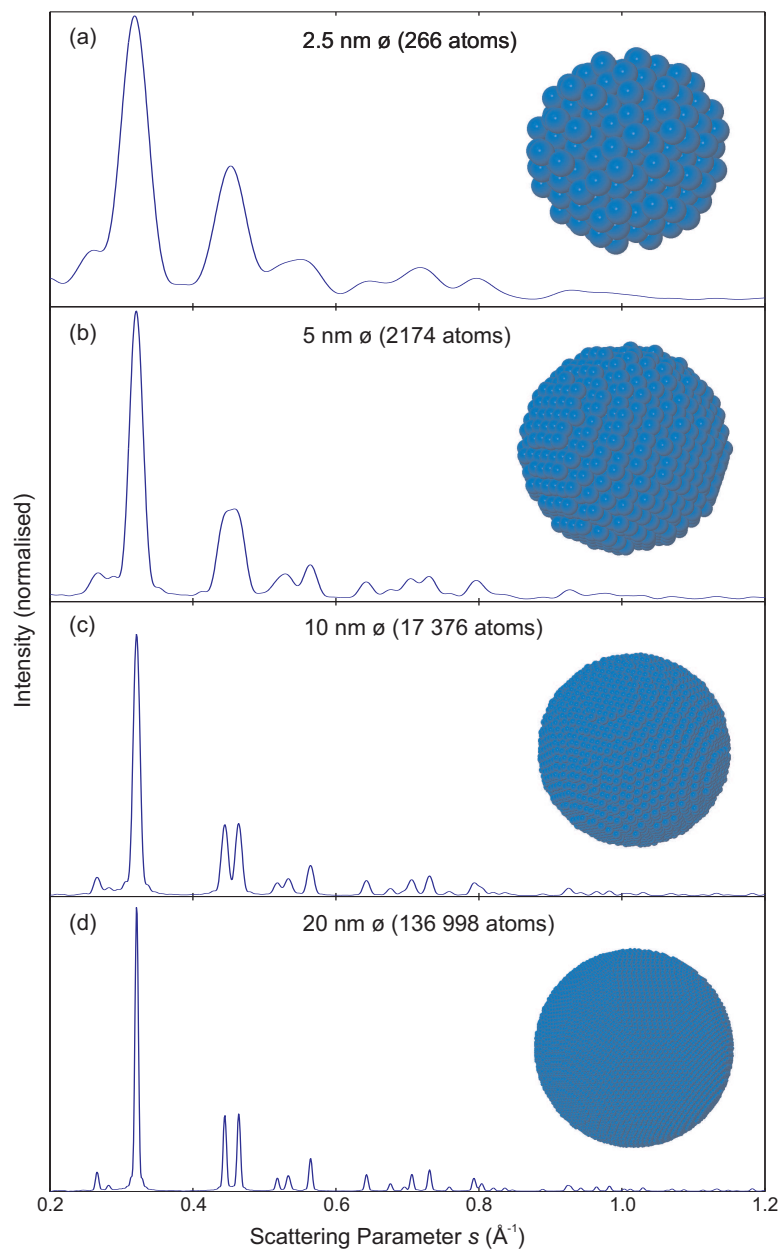 (a)
2.5 nm ø (266 atoms)
(b)
5 nm ø (2174 atoms)
(c)
10 nm ø (17 376 atoms)
(d)
20 nm ø (136 998 atoms)
Intensity (normalised)
0.2 0.4 0.6 0.8 1.0 1.2
Scattering Parameter s (Å⁻¹)